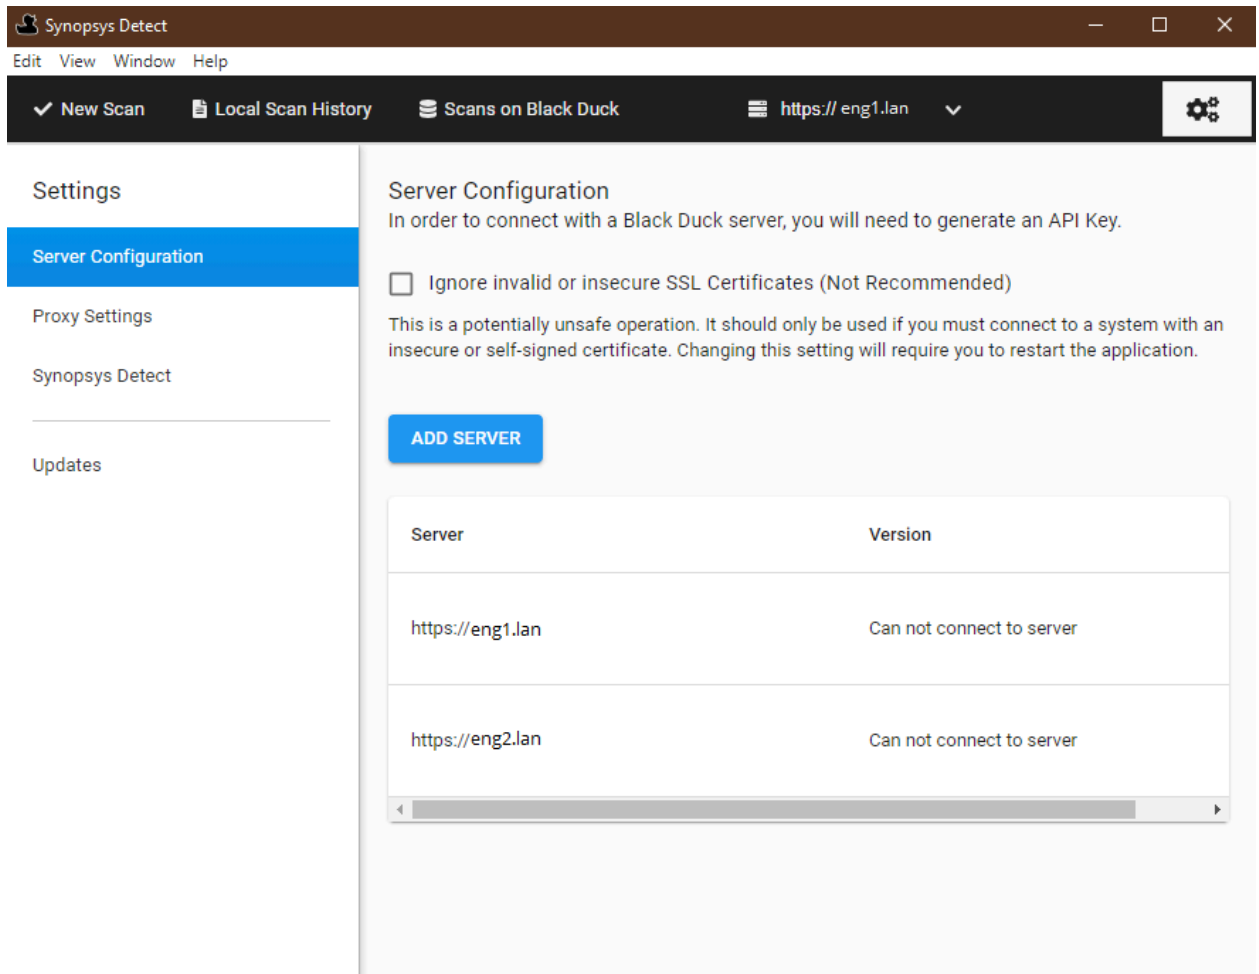 Synopsys Detect
Edit View Window Help
New Scan Local Scan History Scans on Black Duck https:// eng1.lan
Settings
Server Configuration
Proxy Settings
Synopsys Detect
Updates
Server Configuration
In order to connect with a Black Duck server, you will need to generate an API Key.
Ignore invalid or insecure SSL Certificates (Not Recommended)
This is a potentially unsafe operation. It should only be used if you must connect to a system with an
insecure or self-signed certificate. Changing this setting will require you to restart the application.
ADD SERVER
Server Version
https://eng1.lan Can not connect to server
https://eng2.lan Can not connect to server